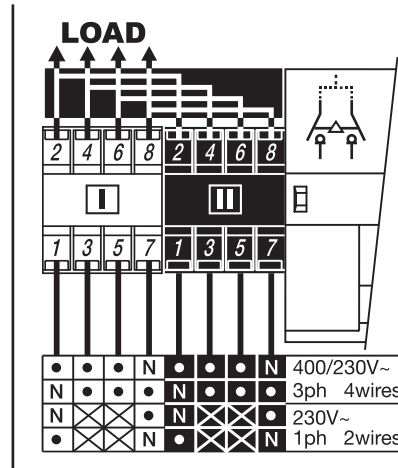 LOAD
2 4 6 8 2 4 6 8
I II
1 3 5 7 1 3 5 7
N N 400/230V~
N N 3ph 4wires
N N 230V~
N N 1ph 2wires